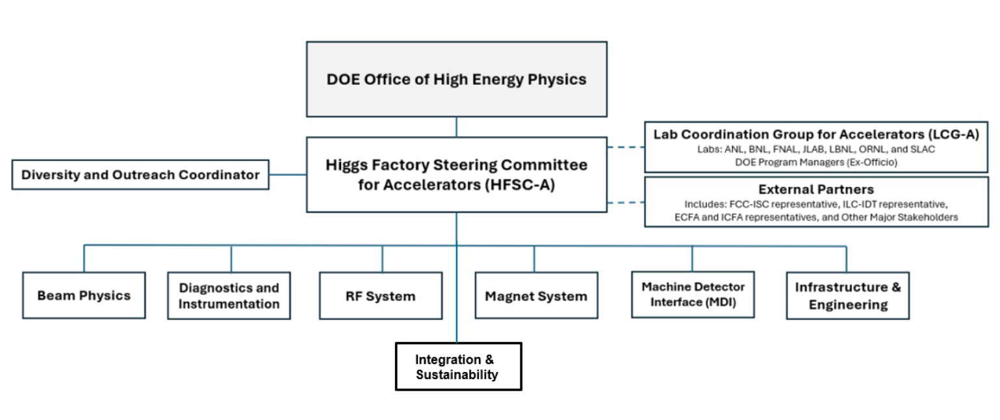 DOE Office of High Energy Physics
Lab Coordination Group for Accelerators (LCG-A)
Labs: ANL, BNL, FNAL, JLAB, LBNL, ORNL, and SLAC
DOE Program Managers (Ex-Officio)
Higgs Factory Steering Committee
for Accelerators (HFSC-A)
Diversity and Outreach Coordinator
External Partners
Includes: FCC-ISC representative, ILC-IDT representative,
ECFA and ICFA representatives, and Other Major Stakeholders
Beam Physics
Diagnostics and
Instrumentation
RF System
Magnet System
Machine Detector
Interface (MDI)
Infrastructure &
Engineering
Integration &
Sustainability